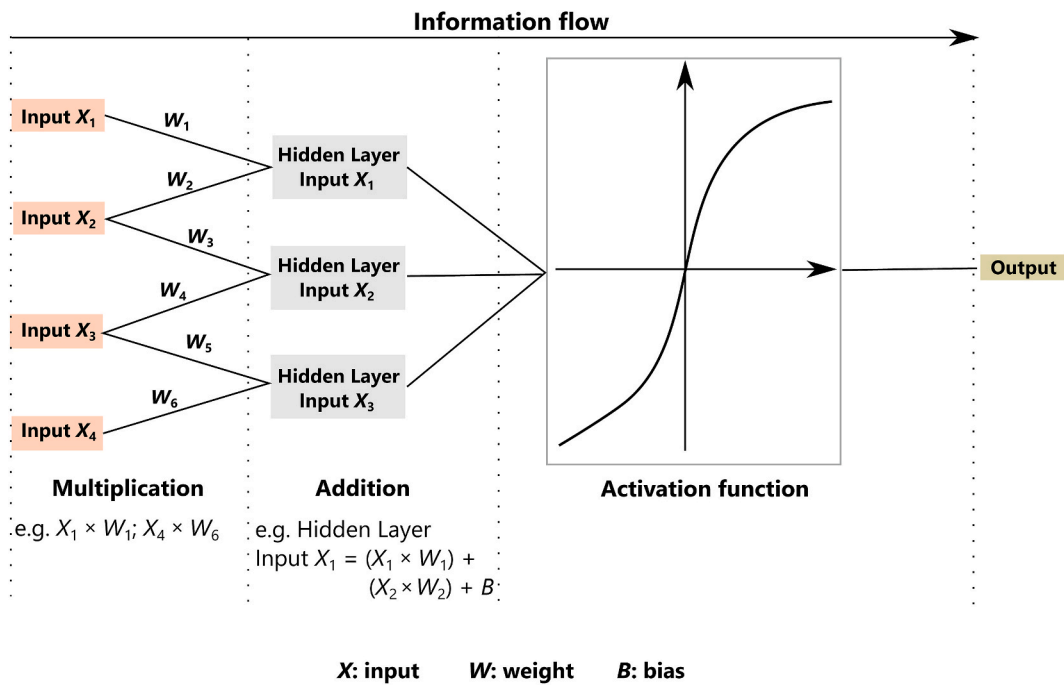 Information flow
Input X₁
W₁
Hidden Layer
Input X₁
W₂
Input X₂
W₃
Hidden Layer
Input X₂
Output
W₄
Input X₃
W₅
Hidden Layer
Input X₃
W₆
Input X₄
Multiplication
e.g. X₁ × W₁; X₄ × W₆
Addition
e.g. Hidden Layer
Input X₁ = (X₁ × W₁) +
(X₂ × W₂) + B
Activation function
X: input W: weight B: bias